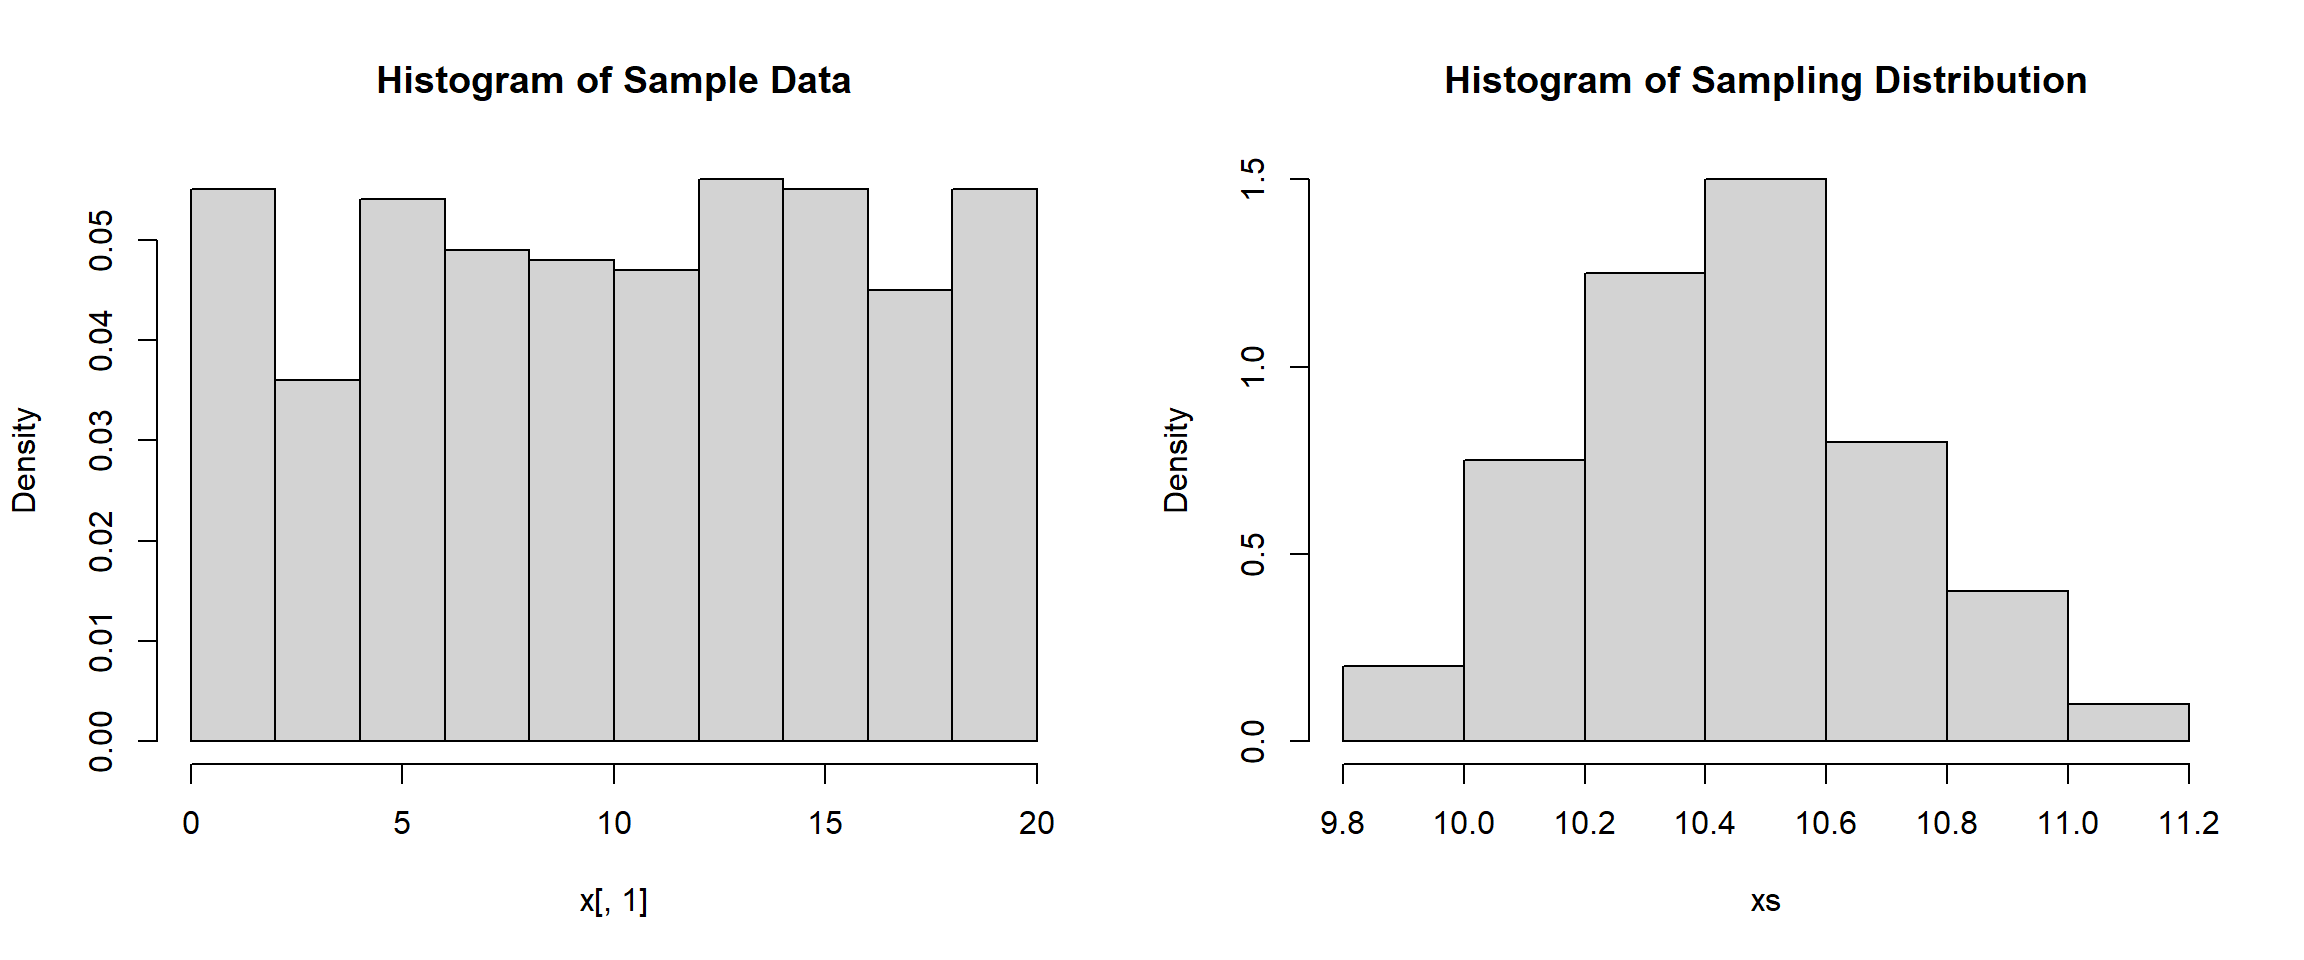 Histogram of Sample Data
Density
0.00 0.01 0.02 0.03 0.04 0.05
0 5 10 15 20
x[, 1]
Histogram of Sampling Distribution
Density
0.0 0.5 1.0 1.5
9.8 10.0 10.2 10.4 10.6 10.8 11.0 11.2
xs